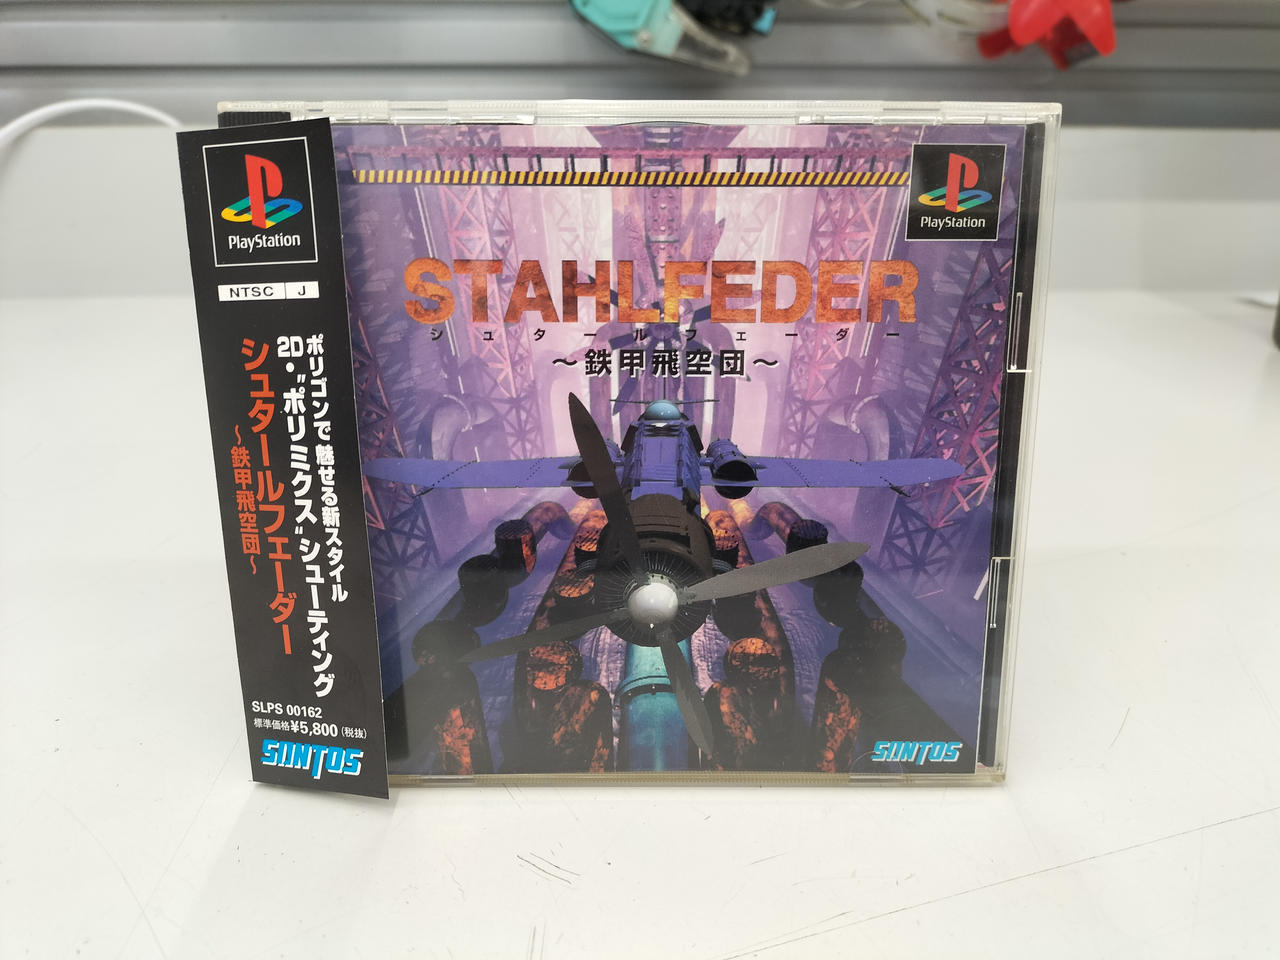 PlayStation
NTSC J
ポリゴンで魅せる新スタイル
2D・"ポリミクス"シューティング
シュタールフェーダー
〜鉄甲飛空団〜
SLPS 00162
標準価格¥5,800(税抜)
SANTOS
PlayStation
STAHLFEDER
シュタールフェーダー
〜鉄甲飛空団〜
SANTOS